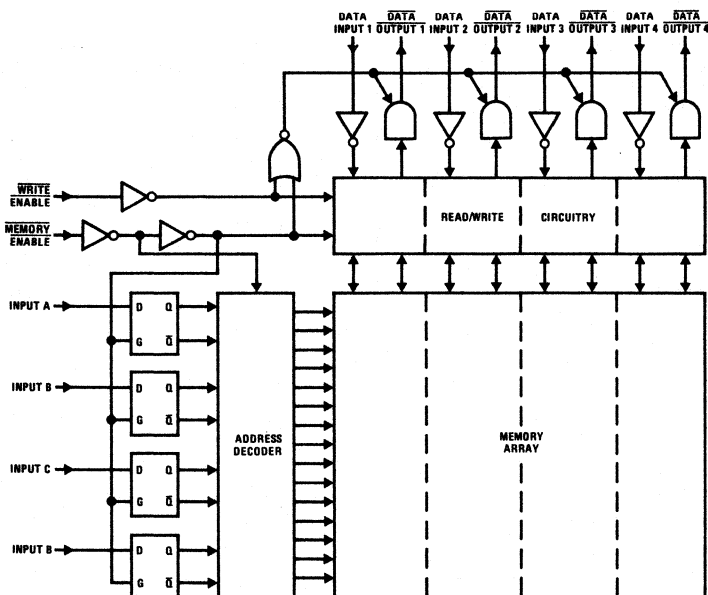 DATA INPUT 1
DATA OUTPUT 1
DATA INPUT 2
DATA OUTPUT 2
DATA INPUT 3
DATA OUTPUT 3
DATA INPUT 4
DATA OUTPUT 4
WRITE ENABLE
MEMORY ENABLE
READ/WRITE CIRCUITRY
INPUT A
D Q
G Q̅
INPUT B
D Q
G Q̅
ADDRESS DECODER
MEMORY ARRAY
INPUT C
D Q
G Q̅
INPUT B
D Q
G Q̅